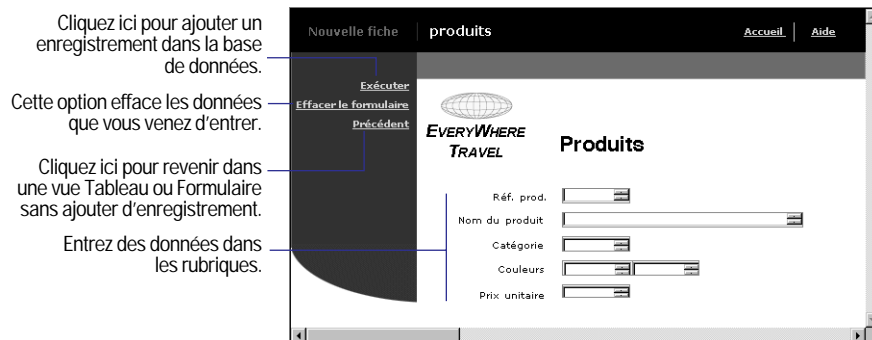 Cliquez ici pour ajouter un
enregistrement dans la base
de données.
Cette option efface les données
que vous venez d'entrer.
Cliquez ici pour revenir dans
une vue Tableau ou Formulaire
sans ajouter d'enregistrement.
Entrez des données dans
les rubriques.
Nouvelle fiche produits Accueil Aide
Exécuter
Effacer le formulaire
Précédent
EVERYWHERE
TRAVEL
Produits
Réf. prod.
Nom du produit
Catégorie
Couleurs
Prix unitaire